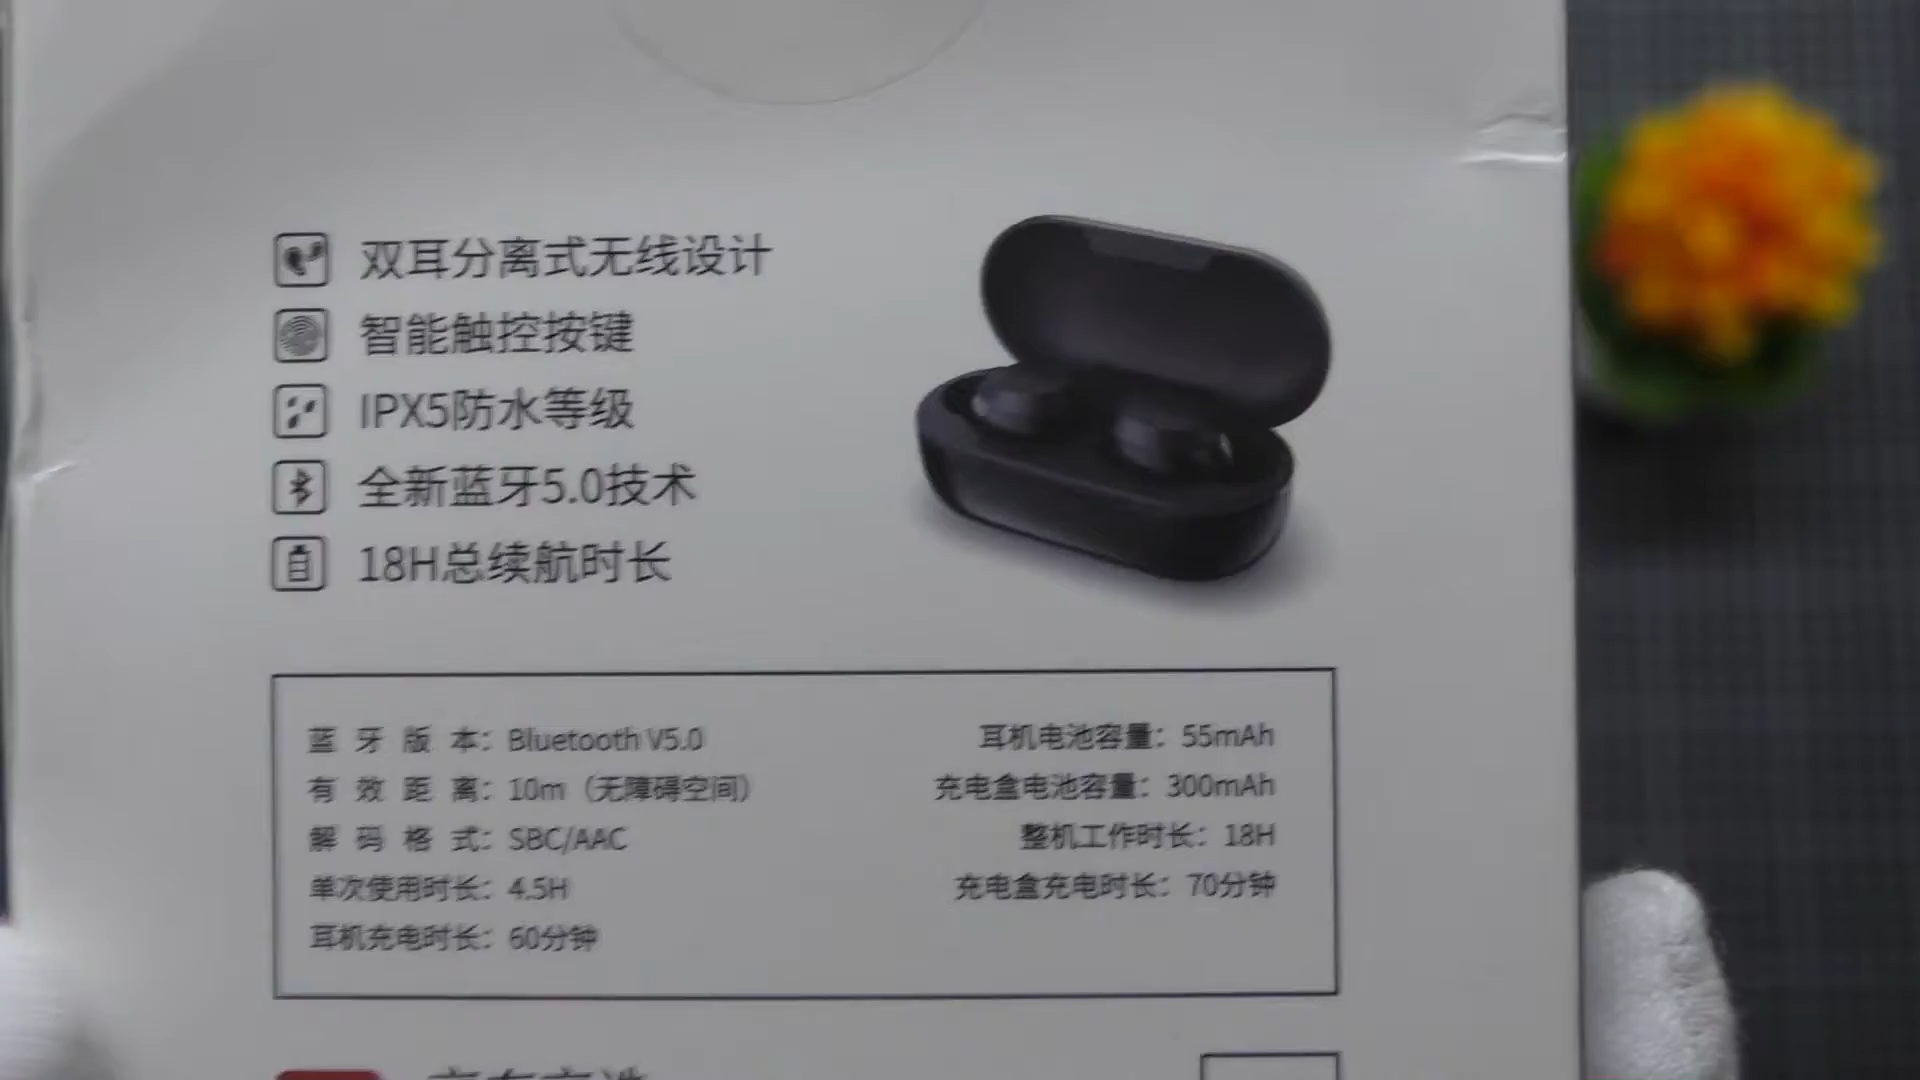 双耳分离式无线设计
智能触控按键
IPX5防水等级
全新蓝牙5.0技术
18H总续航时长
蓝牙版本：Bluetooth V5.0
有效距离：10m（无障碍空间）
解码格式：SBC/AAC
单次使用时长：4.5H
耳机充电时长：60分钟
耳机电池容量：55mAh
充电盒电池容量：300mAh
整机工作时长：18H
充电盒充电时长：70分钟